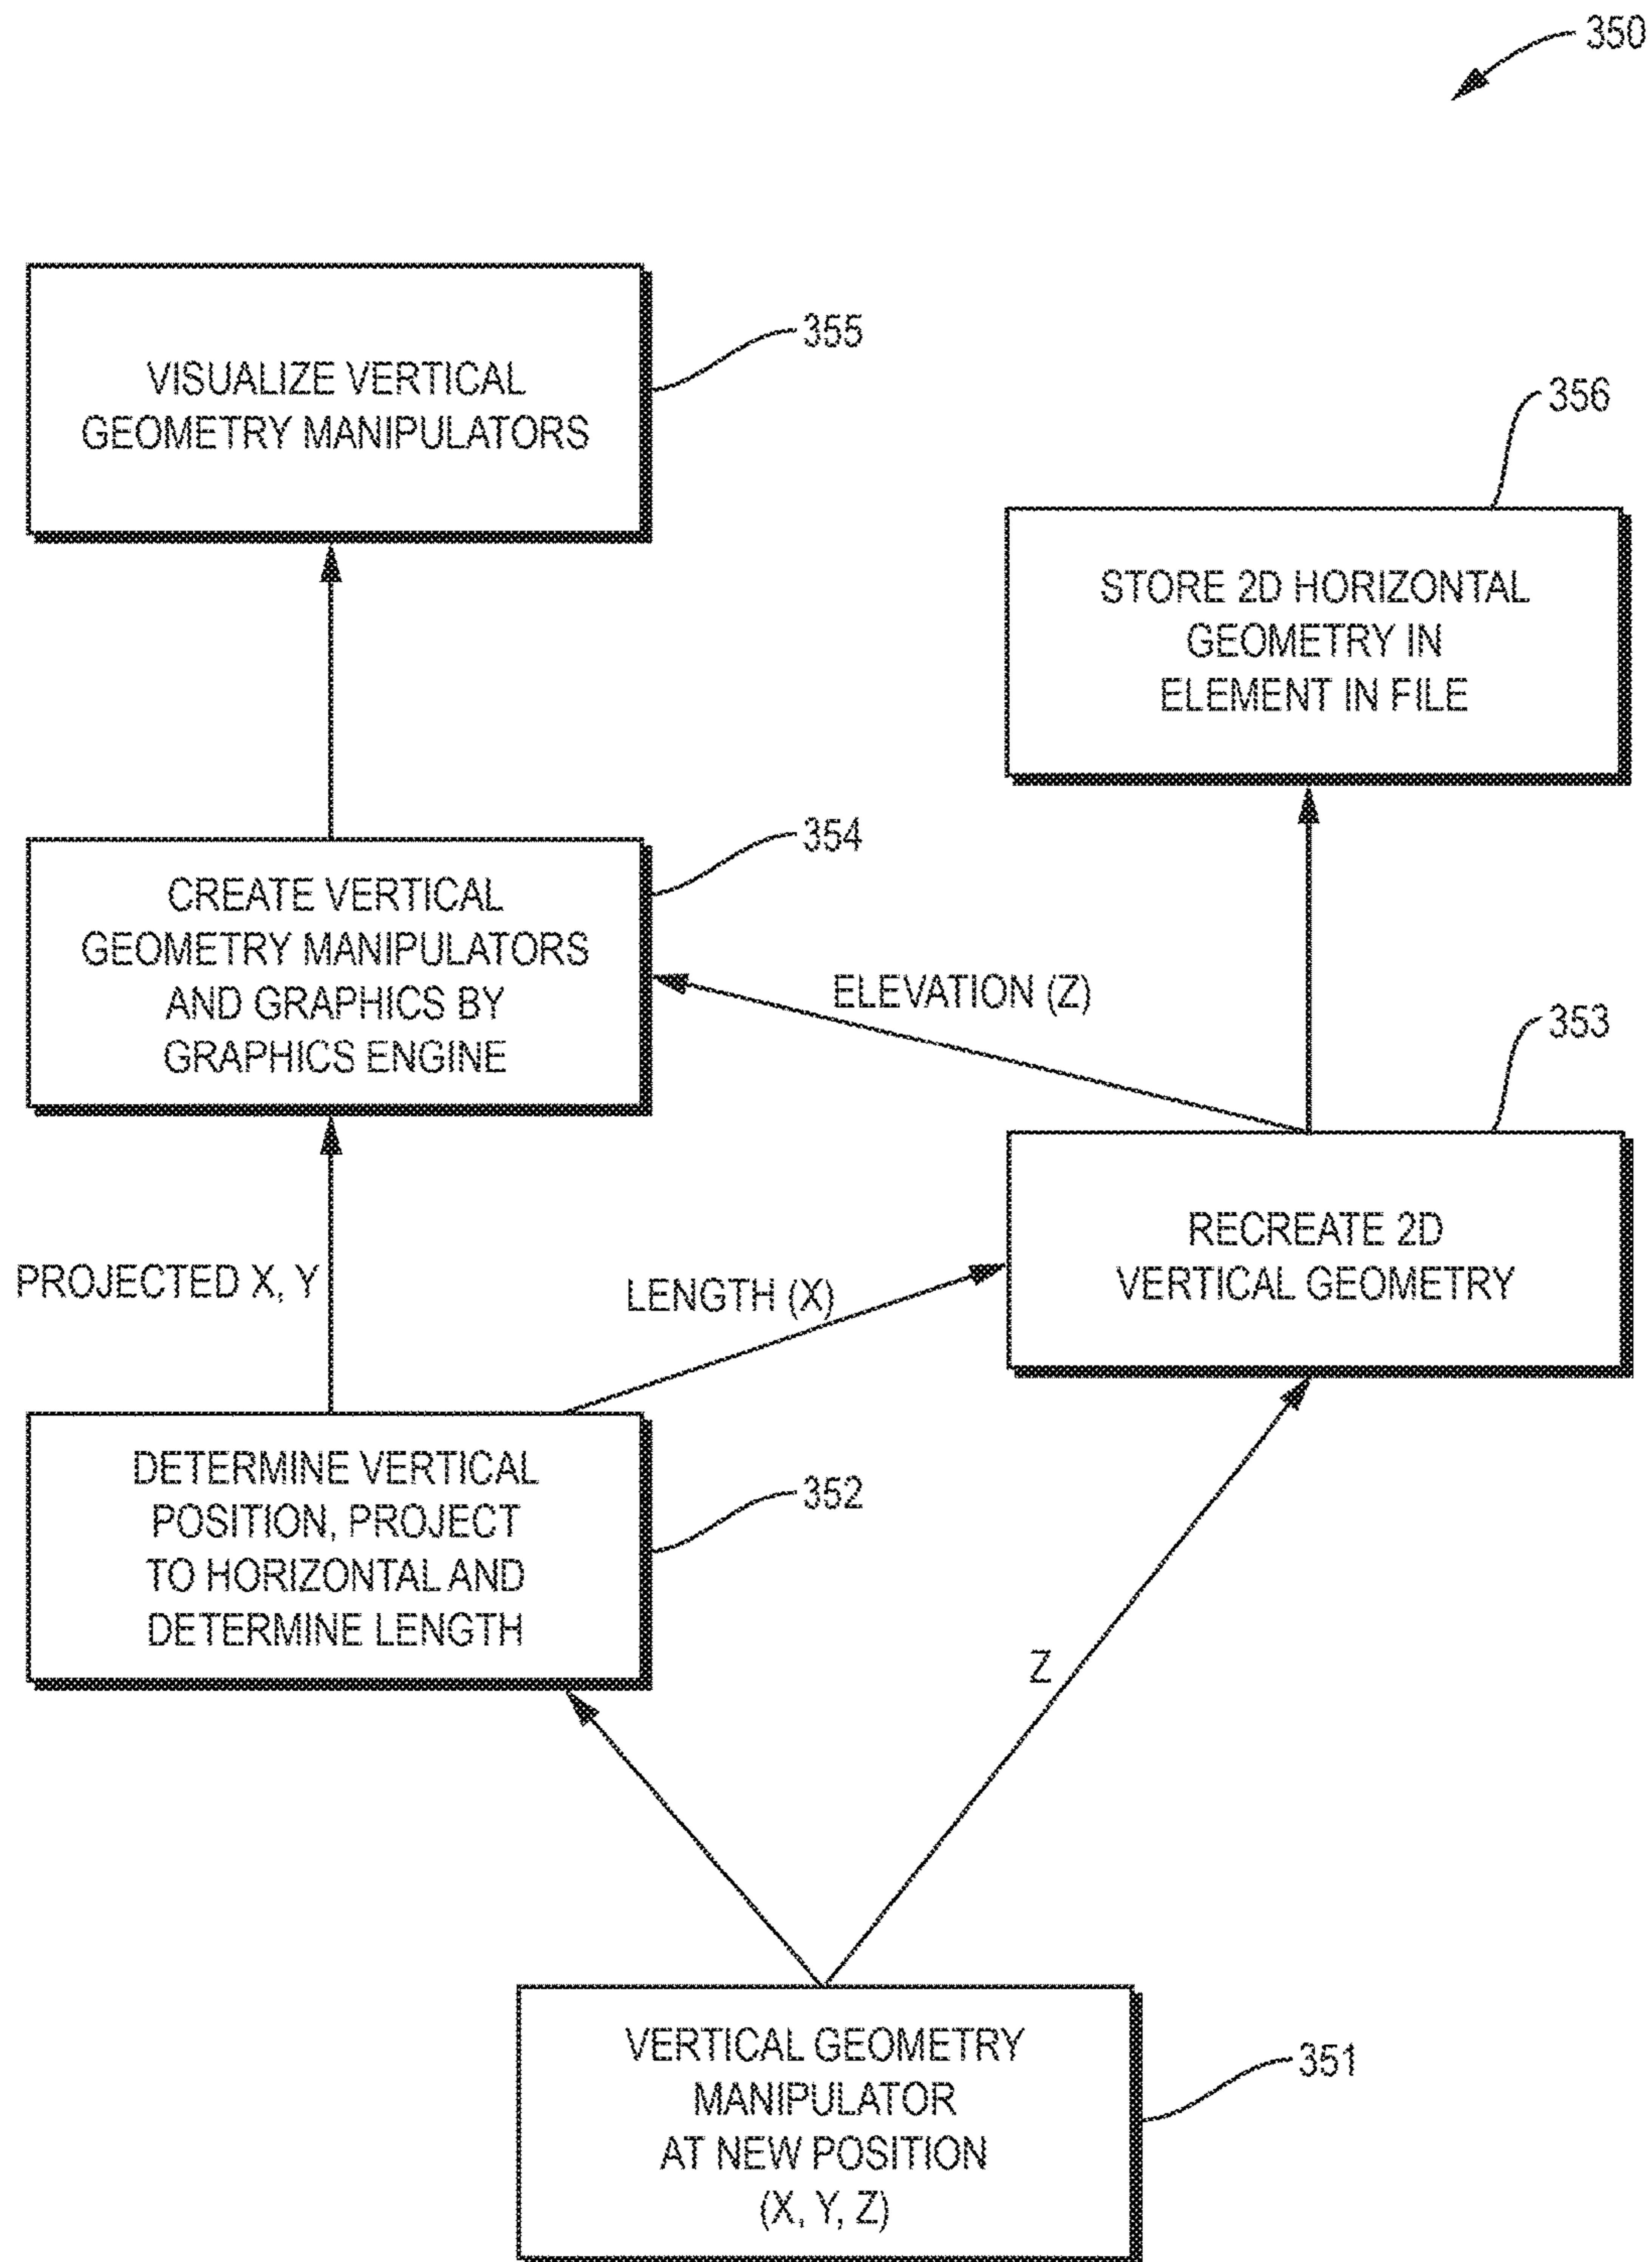 350
VISUALIZE VERTICAL
GEOMETRY MANIPULATORS
355
356
STORE 2D HORIZONTAL
GEOMETRY IN
ELEMENT IN FILE
354
CREATE VERTICAL
GEOMETRY MANIPULATORS
AND GRAPHICS BY
GRAPHICS ENGINE
ELEVATION (Z)
353
RECREATE 2D
VERTICAL GEOMETRY
PROJECTED X, Y
LENGTH (X)
DETERMINE VERTICAL
POSITION, PROJECT
TO HORIZONTAL AND
DETERMINE LENGTH
352
Z
VERTICAL GEOMETRY
MANIPULATOR
AT NEW POSITION
(X, Y, Z)
351